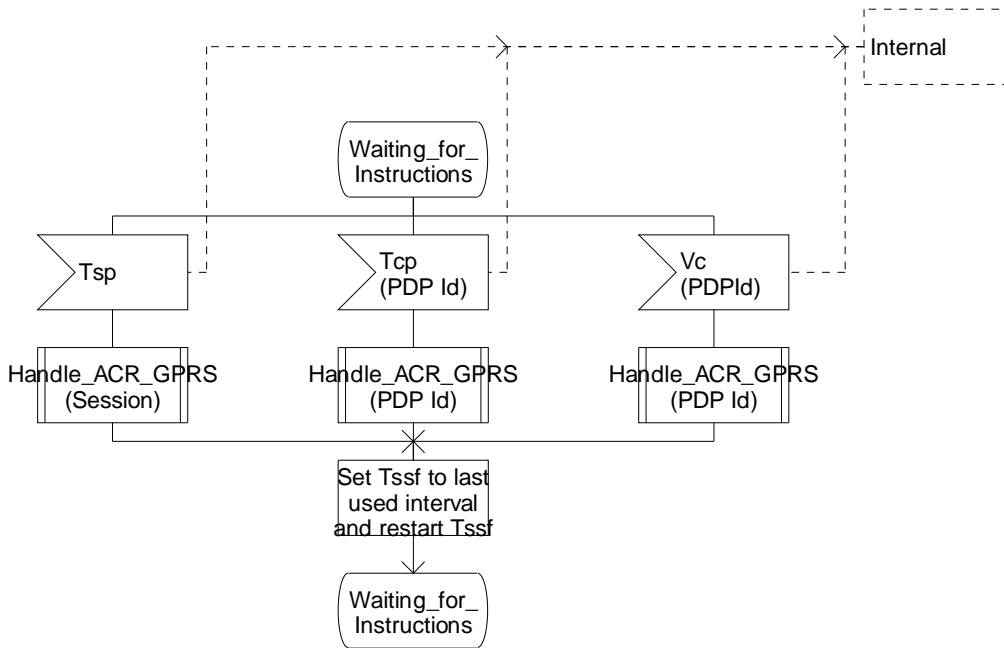 Internal
Waiting_for_
Instructions
Tsp
Tcp
(PDP Id)
Vc
(PDPId)
Handle_ACR_GPRS
(Session)
Handle_ACR_GPRS
(PDP Id)
Handle_ACR_GPRS
(PDP Id)
Set Tssf to last
used interval
and restart Tssf
Waiting_for_
Instructions